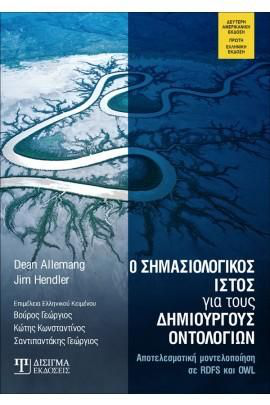 ΔΕΥΤΕΡΗ
ΑΜΕΡΙΚΑΝΙΚΗ
ΕΚΔΟΣΗ
ΠΡΩΤΗ
ΕΛΛΗΝΙΚΗ
ΕΚΔΟΣΗ
Dean Allemang
Jim Hendler
Επιμέλεια Ελληνικού Κειμένου
Βούρος Γεώργιος
Κώτης Κωνσταντίνος
Σαντιπαντάκης Γεώργιος
ΔΙΣΙΓΜΑ
ΕΚΔΟΣΕΙΣ
Ο ΣΗΜΑΣΙΟΛΟΓΙΚΟΣ
ΙΣΤΟΣ
για τους
ΔΗΜΙΟΥΡΓΟΥΣ
ΟΝΤΟΛΟΓΙΩΝ
Αποτελεσματική μοντελοποίηση
σε RDFS και OWL